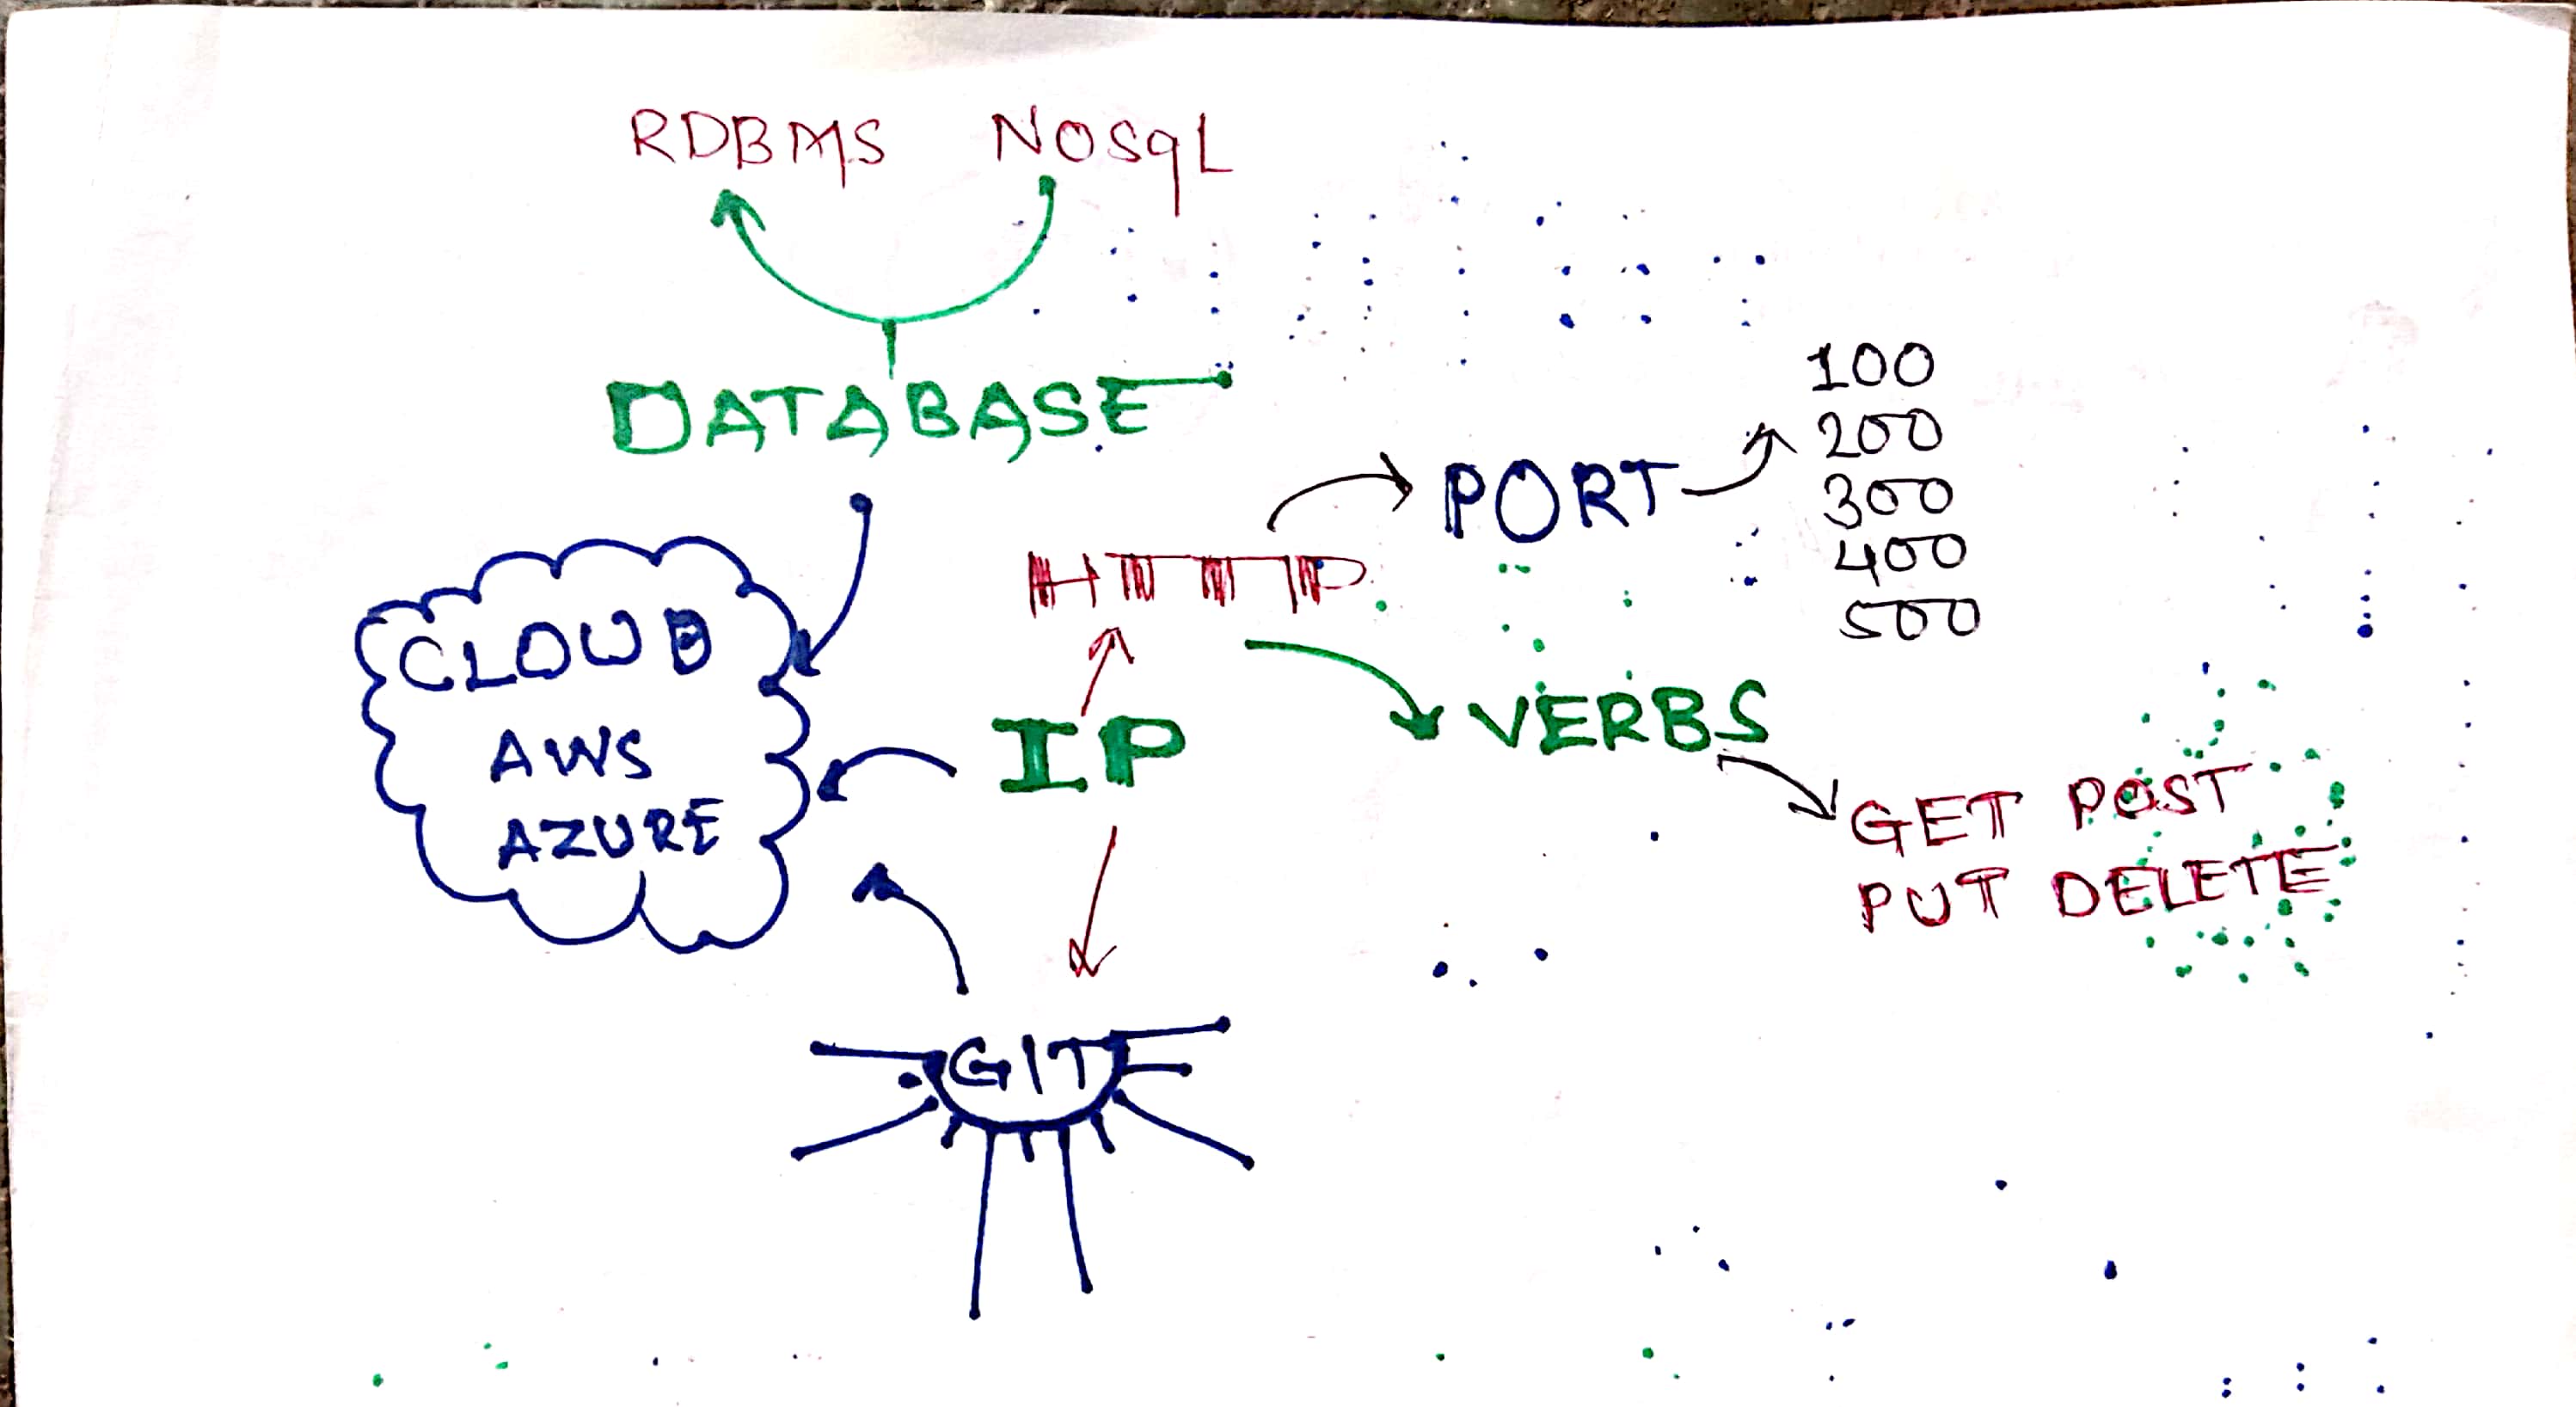 RDBMS NOSqL
DATABASE
100
200
300
400
500
PORT
HTTP
CLOUD
AWS
AZURE
IP
VERBS
GET POST
PUT DELETE
GIT